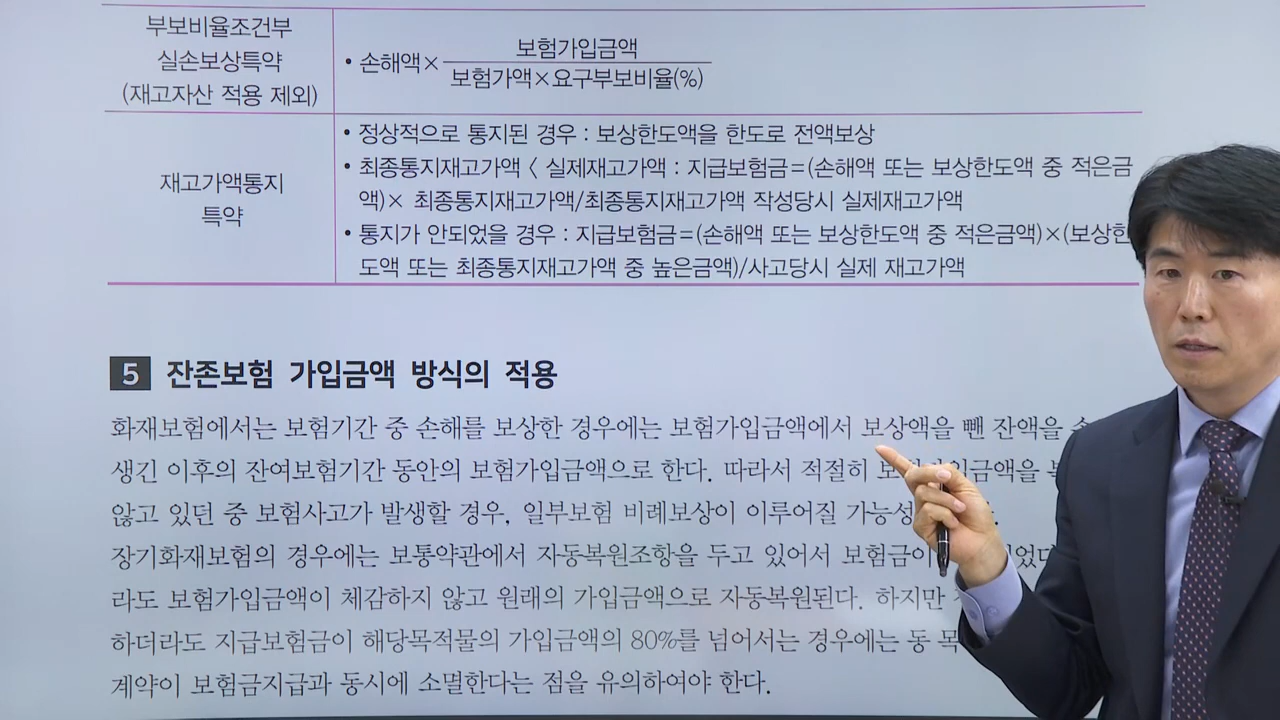 부보비율조건부
실손보상특약
(재고자산 적용 제외)
• 손해액× 보험가입금액
보험가액×요구부보비율(%)
재고가액통지
특약
• 정상적으로 통지된 경우 : 보상한도액을 한도로 전액보상
• 최종통지재고가액 < 실제재고가액 : 지급보험금=(손해액 또는 보상한도액 중 적은금
액)× 최종통지재고가액/최종통지재고가액 작성당시 실제재고가액
• 통지가 안되었을 경우 : 지급보험금=(손해액 또는 보상한도액 중 적은금액)×(보상한
도액 또는 최종통지재고가액 중 높은금액)/사고당시 실제 재고가액
5 잔존보험 가입금액 방식의 적용
화재보험에서는 보험기간 중 손해를 보상한 경우에는 보험가입금액에서 보상액을 뺀 잔액을
생긴 이후의 잔여보험기간 동안의 보험가입금액으로 한다. 따라서 적절히 보험가입금액을
않고 있던 중 보험사고가 발생할 경우, 일부보험 비례보상이 이루어질 가능성
장기화재보험의 경우에는 보통약관에서 자동복원조항을 두고 있어서 보험금이
라도 보험가입금액이 체감하지 않고 원래의 가입금액으로 자동복원된다. 하지만
하더라도 지급보험금이 해당목적물의 가입금액의 80%를 넘어서는 경우에는 동 목
계약이 보험금지급과 동시에 소멸한다는 점을 유의하여야 한다.